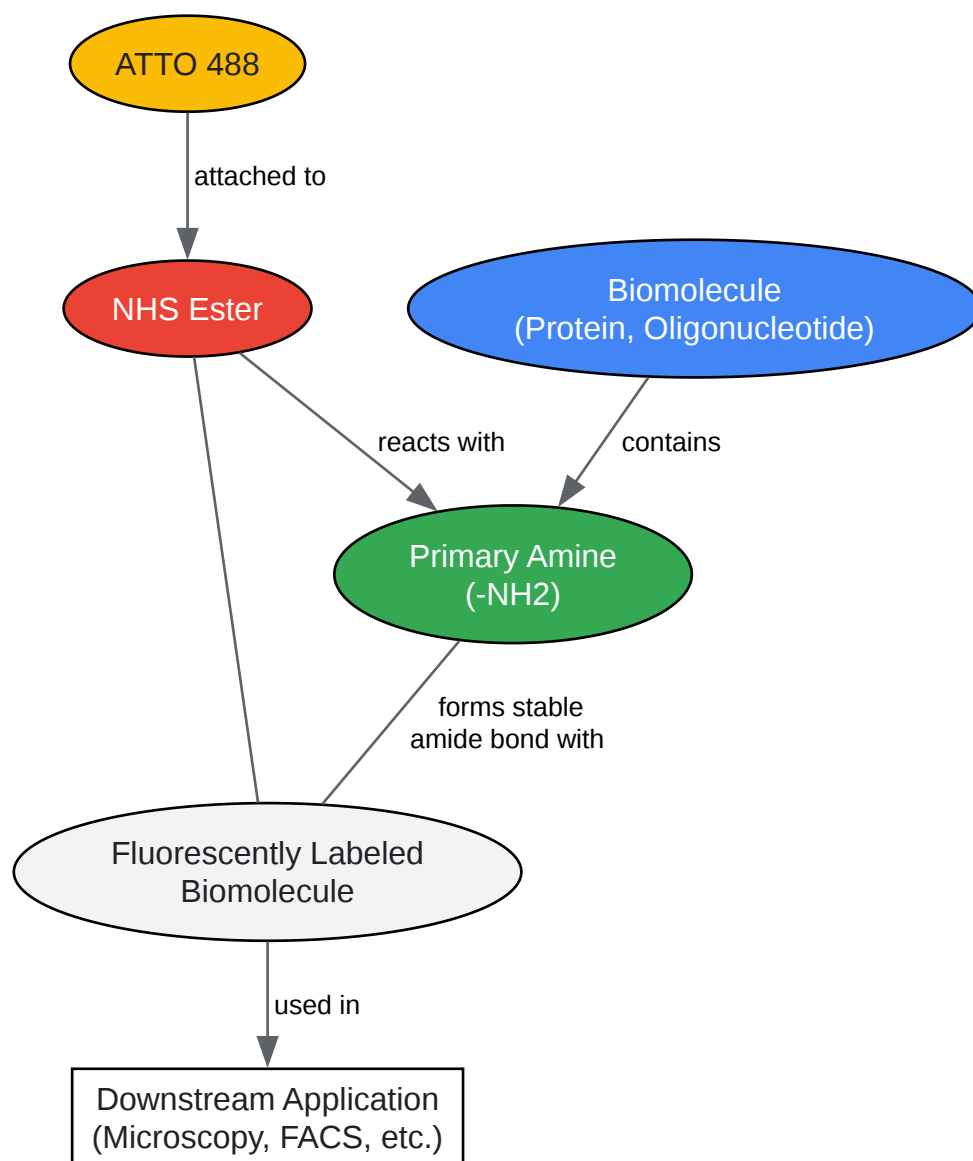 ATTO 488
attached to
NHS Ester
Biomolecule
(Protein, Oligonucleotide)
reacts with
contains
Primary Amine
(-NH2)
forms stable
amide bond with
Fluorescently Labeled
Biomolecule
used in
Downstream Application
(Microscopy, FACS, etc.)